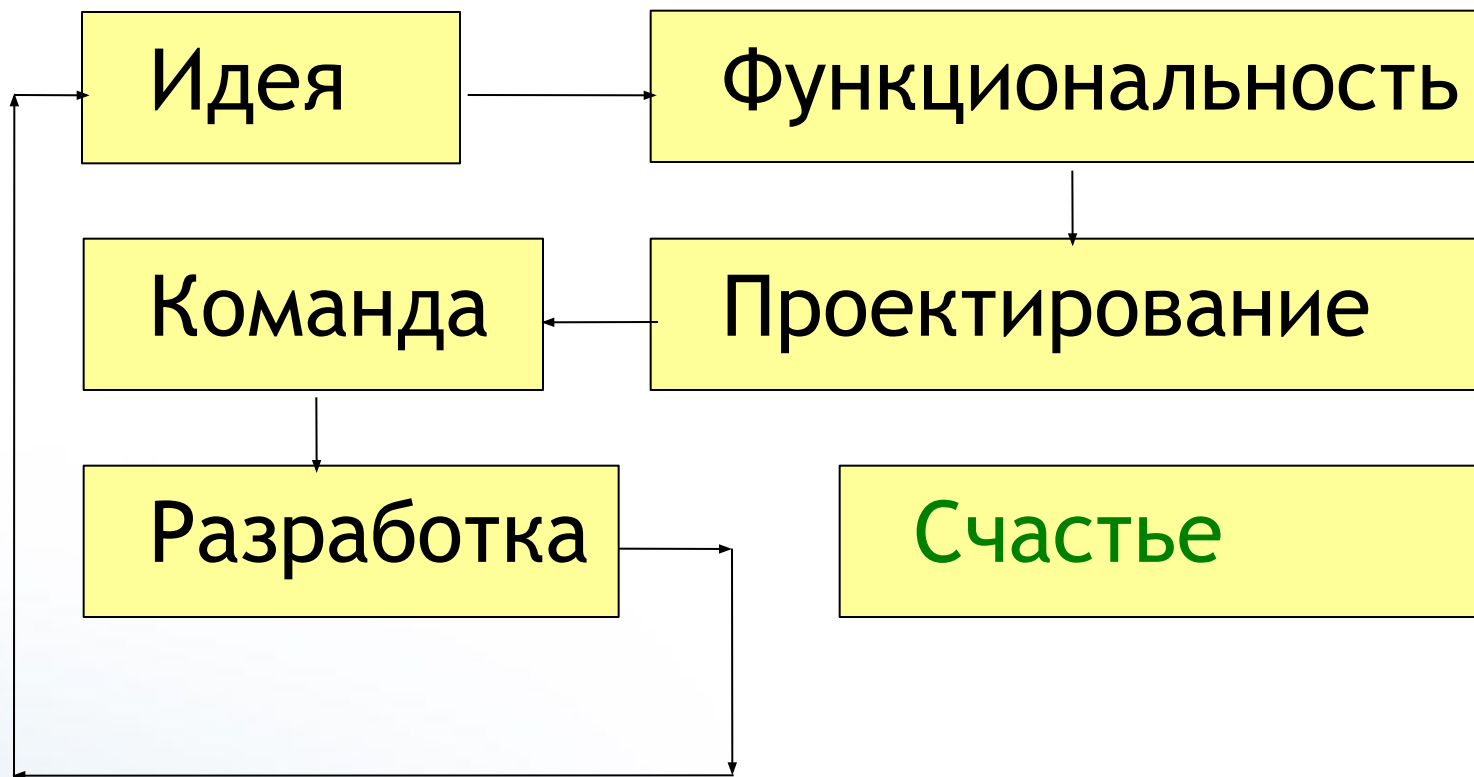 Идея
Функциональность
Команда
Проектирование
Разработка
Счастье